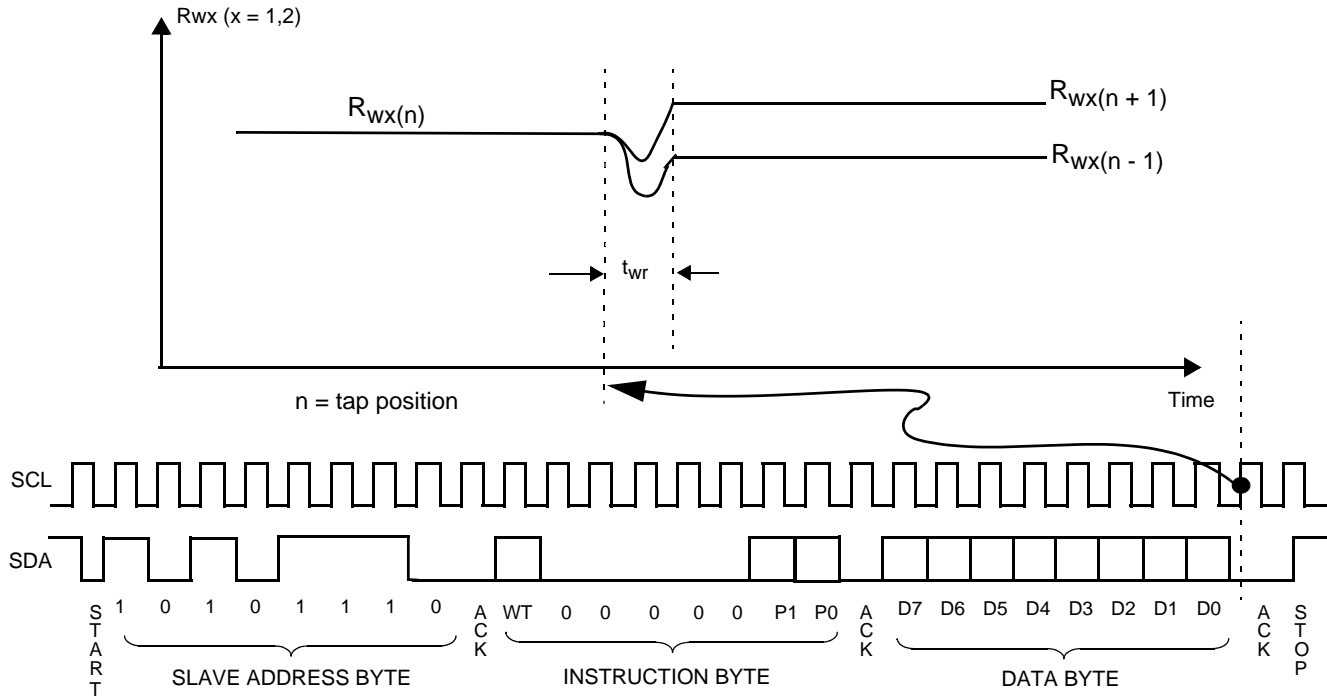 Rwx (x = 1,2)
Rwx(n + 1)
Rwx(n)
Rwx(n - 1)
twr
n = tap position
Time
SCL
SDA
START 1 0 1 0 1 1 1 0 ACK WT 0 0 0 0 0 P1 P0 ACK D7 D6 D5 D4 D3 D2 D1 D0 ACK STOP
SLAVE ADDRESS BYTE INSTRUCTION BYTE DATA BYTE